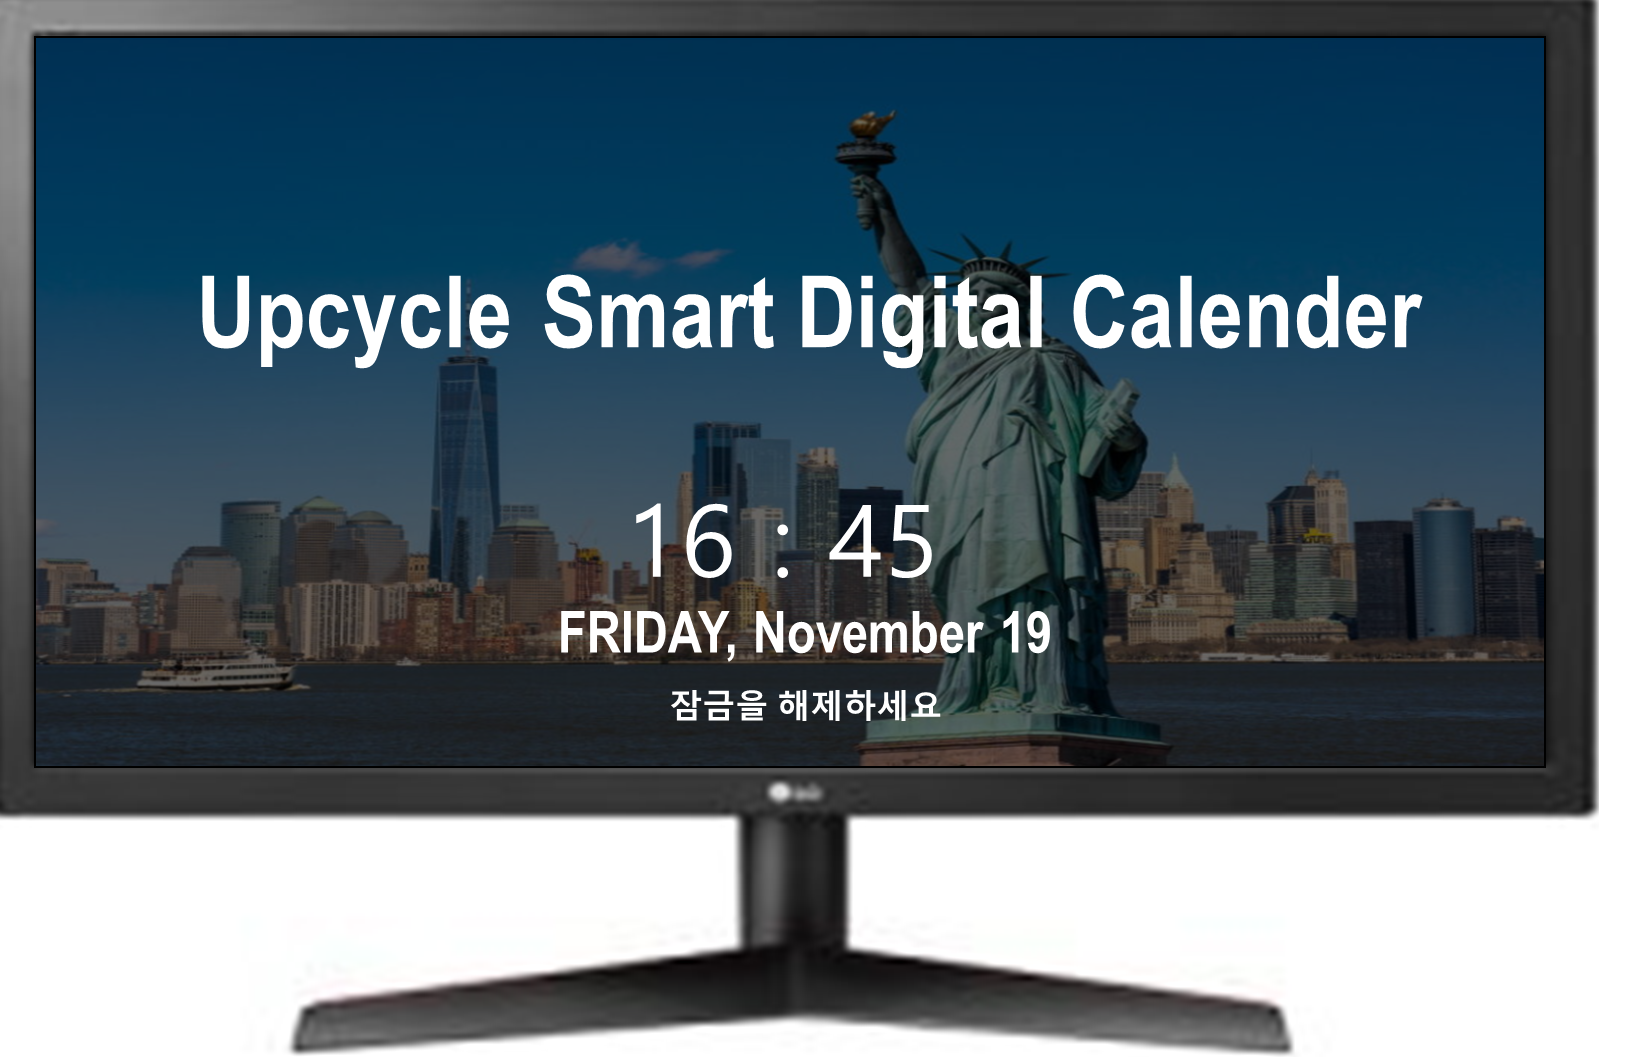 Upcycle Smart Digital Calender
16 : 45
FRIDAY, November 19
잠금을 해제하세요